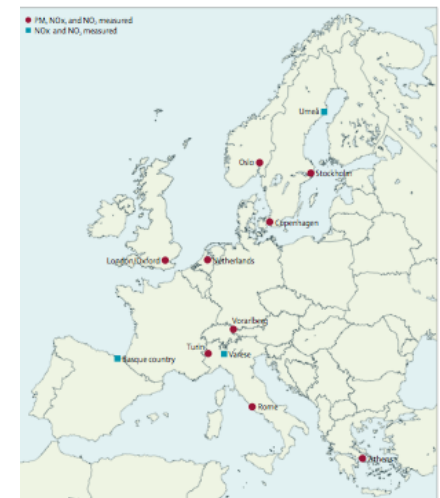 PM, NOx, and NO₂ measured
NOx and NO₂ measured
Umeå
Oslo
Stockholm
Copenhagen
London/Oxford
Netherlands
Vorarlberg
Turin
Varese
Basque country
Rome
Athens